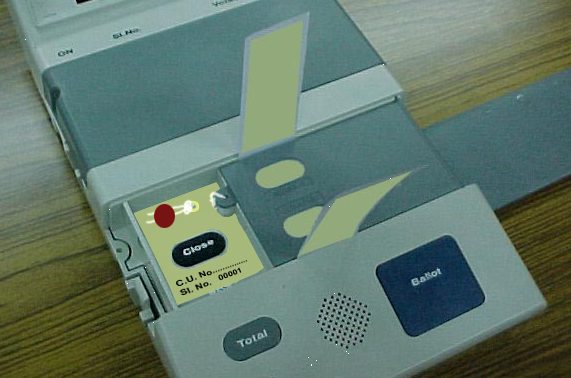 ON
Sl.No.
Close
C.U. No..............
Sl. No. 00001
Total
Ballot